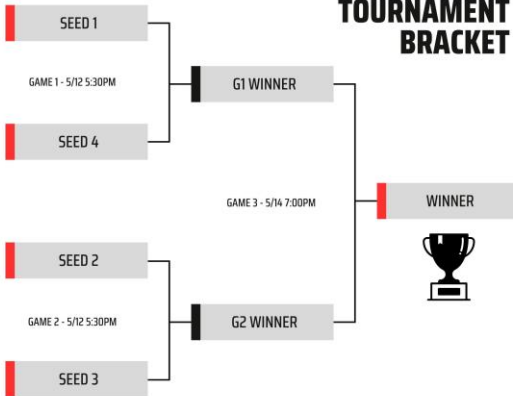 TOURNAMENT
BRACKET
SEED 1
GAME 1 - 5/12 5:30PM
SEED 4
G1 WINNER
GAME 3 - 5/14 7:00PM
WINNER
SEED 2
GAME 2 - 5/12 5:30PM
SEED 3
G2 WINNER